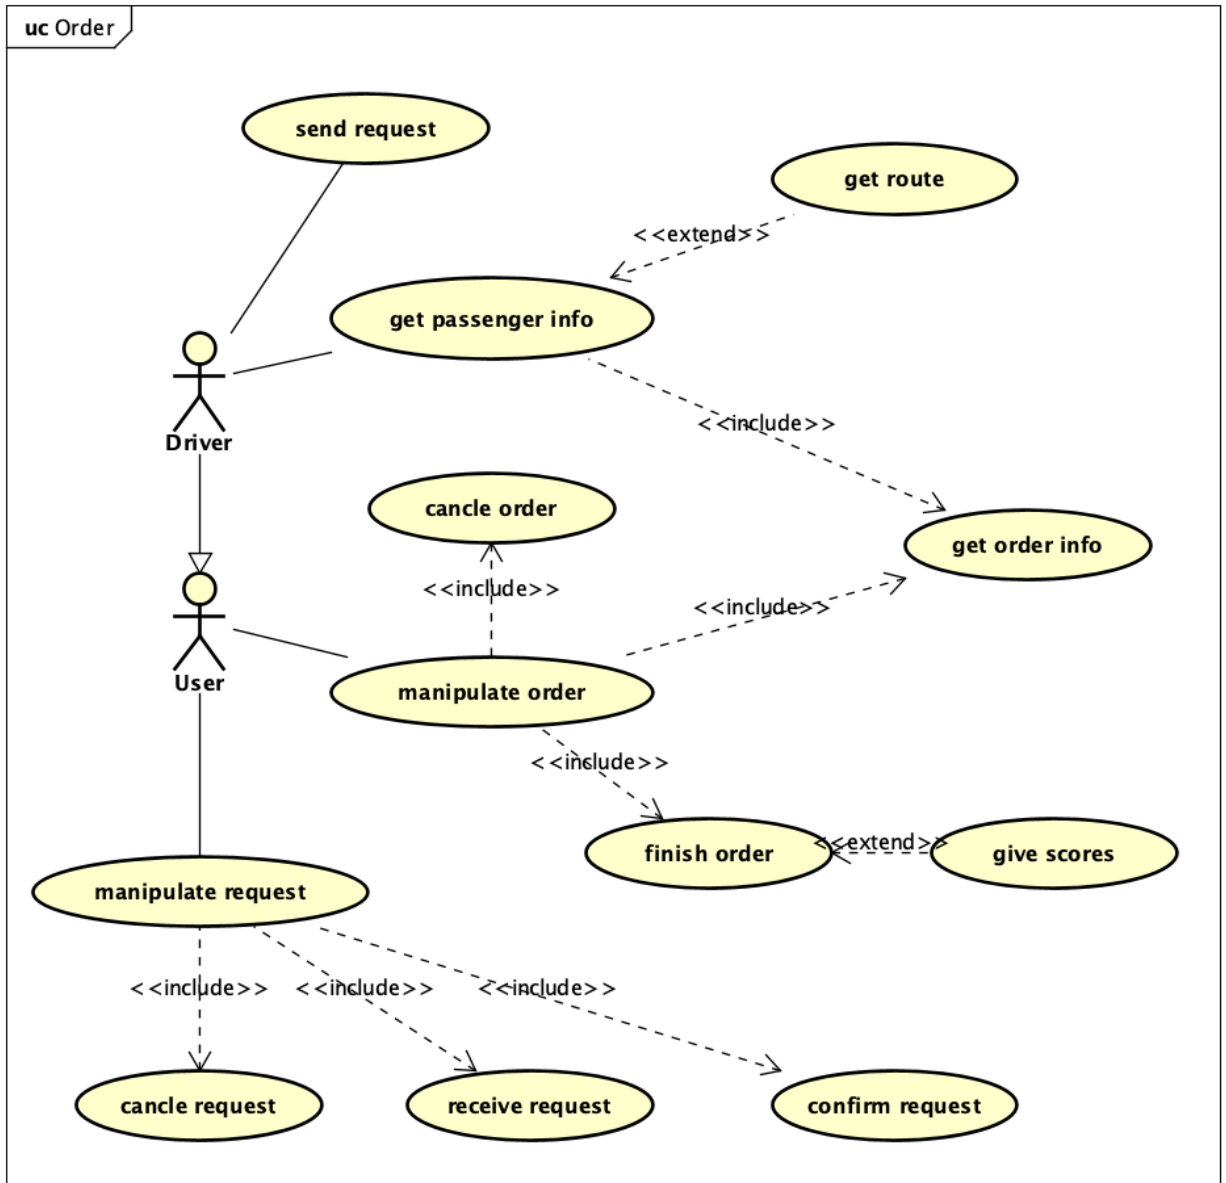 uc Order
send request
get route
<<extend>>
get passenger info
<<include>>
Driver
cancle order
get order info
<<include>>
<<include>>
User
manipulate order
<<include>>
finish order
<<extend>>
give scores
manipulate request
<<include>>
<<include>>
<<include>>
cancle request
receive request
confirm request